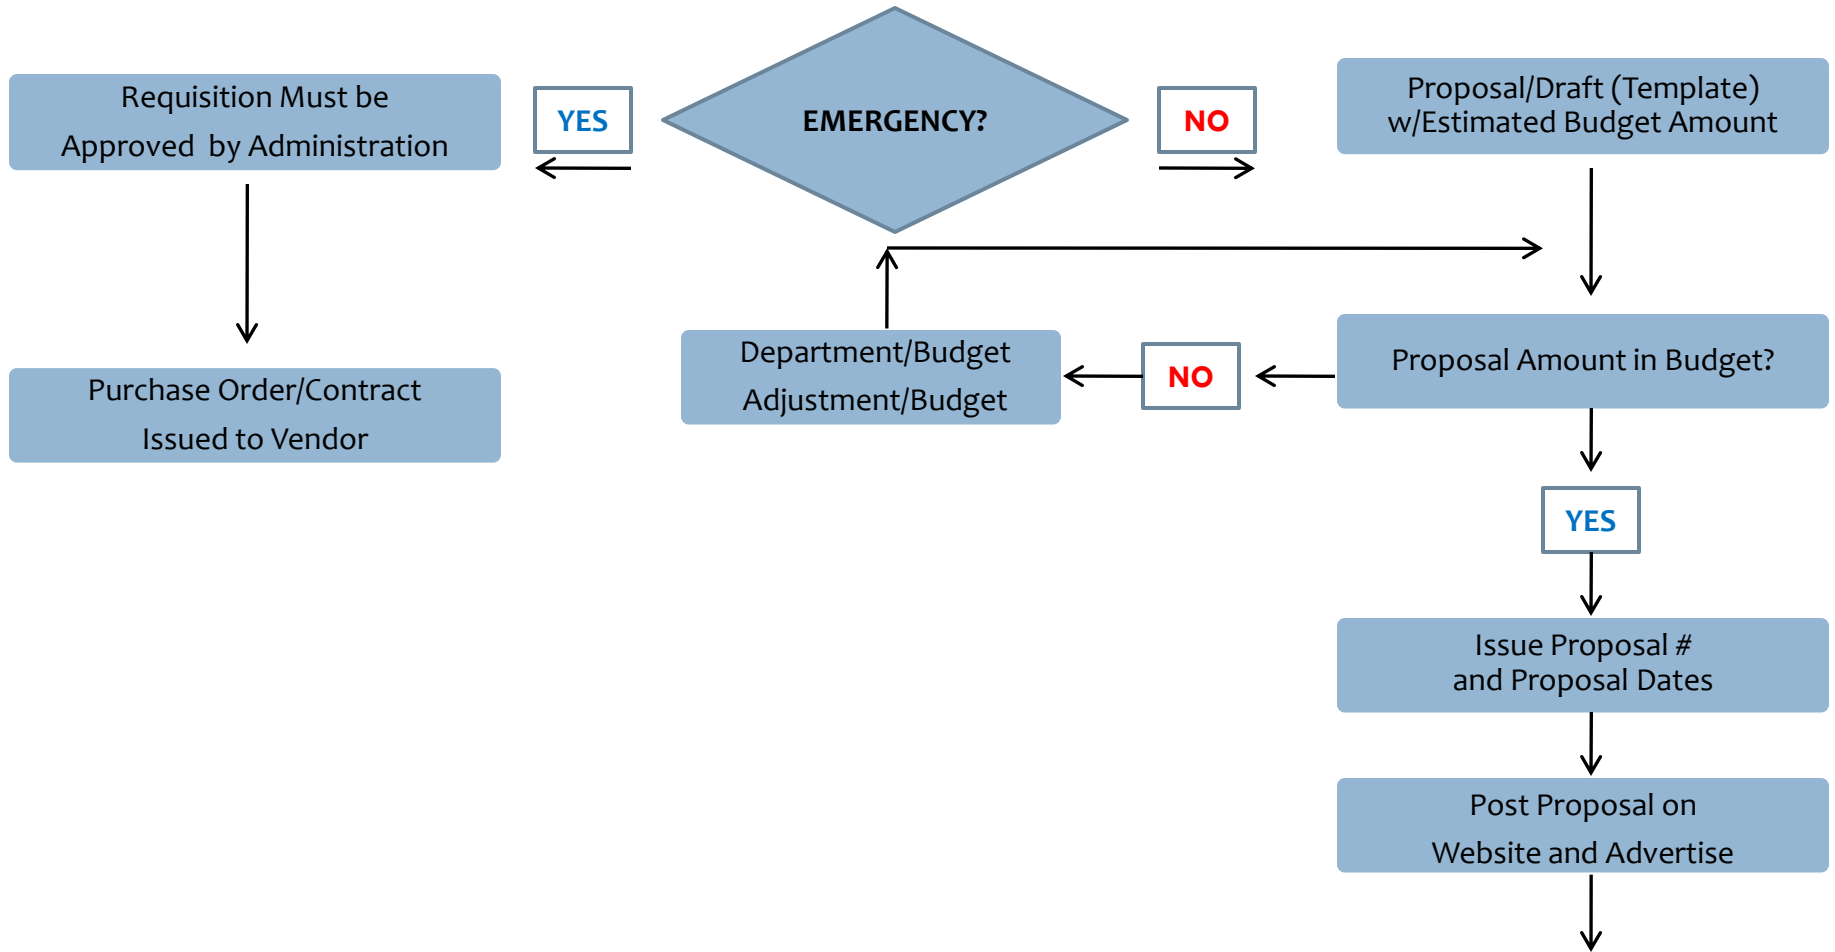 Requisition Must be
Approved  by Administration
YES
EMERGENCY?
NO
Proposal/Draft (Template)
w/Estimated Budget Amount
Department/Budget
Adjustment/Budget
NO
Proposal Amount in Budget?
Purchase Order/Contract
Issued to Vendor
YES
Issue Proposal #
and Proposal Dates
Post Proposal on
Website and Advertise